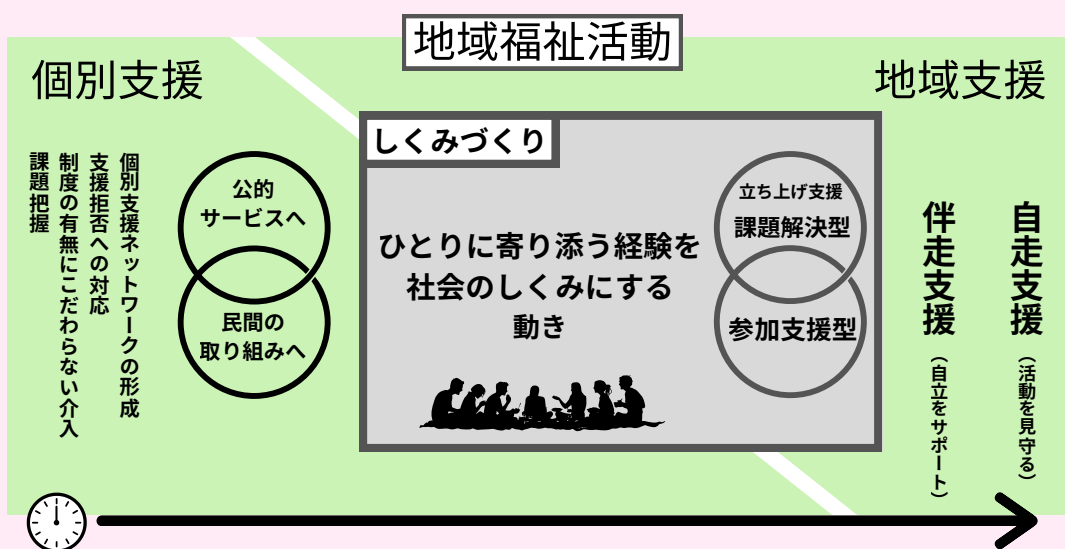 地域福祉活動
個別支援
地域支援
個別支援ネットワークの形成
支援拒否への対応
制度の有無にこだわらない介入
課題把握
公的
サービスへ
民間の
取り組みへ
しくみづくり
ひとりに寄り添う経験を
社会のしくみにする
動き
立ち上げ支援
課題解決型
参加支援型
自走支援（活動を見守る）
伴走支援（自立をサポート）